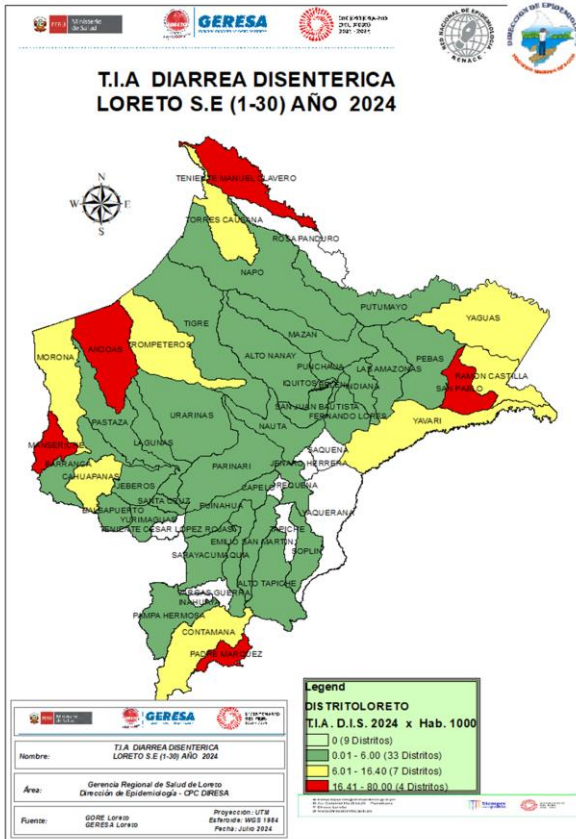 PERÚ Ministerio de Salud
GERESA
BICENTENARIO DEL PERÚ 2021 - 2024
RED NACIONAL DE EPIDEMIOLOGÍA
RENACE
T.I.A DIARREA DISENTERICA
LORETO S.E (1-30) AÑO 2024
N
W E
S
TENIENTE MANUEL CLAVERO
TORRES CAUSANA
ROSA PANDURO
NAPO
PUTUMAYO
YAGUAS
TIGRE
MAZAN
ANDOAS
TROMPETEROS
MORONA
ALTO NANAY
PEBAS
PUNCHANA
LAS AMAZONAS
RAMON CASTILLA
IQUITOS
INDIANA
SAN PABLO
SAN JUAN BAUTISTA
FERNANDO LORES
URARINAS
PASTAZA
NAUTA
YAVARI
LAGUNAS
SAQUENA
MANSERICHE
BARRANCA
PARINARI
JENARO HERRERA
CAHUAPANAS
JEBEROS
CAPELO
REQUENA
BALSAPUERTO
SANTA CRUZ
PUINAHUA
YAQUERANA
YURIMAGUAS
TAPICHE
TENIENTE CESAR LOPEZ ROJAS
EMILIO SAN MARTIN
SOPLIN
SARAYACU
MAQUIA
ALTO TAPICHE
VARGAS GUERRA
INAHUAYA
PAMPA HERMOSA
CONTAMANA
PADRE MARQUEZ
Legend
DISTRITOLORETO
T.I.A. D.I.S. 2024 x Hab. 1000
0 (9 Distritos)
0.01 - 6.00 (33 Distritos)
6.01 - 16.40 (7 Distritos)
16.41 - 80.00 (4 Distritos)
GERESA
Nombre: T.I.A DIARREA DISENTERICA
LORETO S.E (1-30) AÑO 2024
Área: Gerencia Regional de Salud de Loreto
Dirección de Epidemiología - CPC DIRESA
Fuente: GORE Loreto
GERESA Loreto
Proyección: UTM
Esferoide: WGS 1984
Fecha: Julio 2024